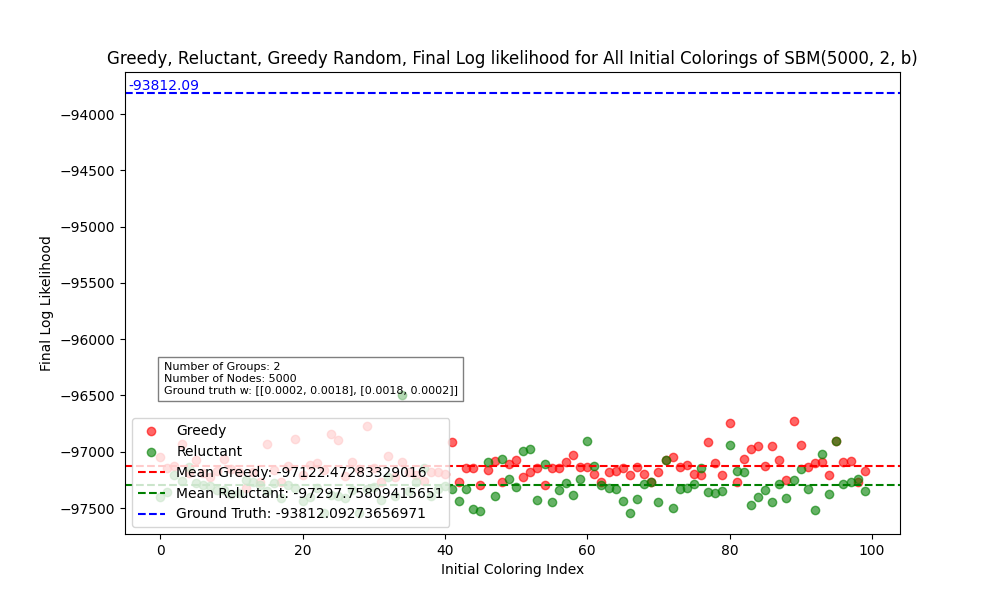 Greedy, Reluctant, Greedy Random, Final Log likelihood for All Initial Colorings of SBM(5000, 2, b)
-93812.09
−94000
−94500
−95000
−95500
−96000
−96500
−97000
−97500
Final Log Likelihood
Number of Groups: 2
Number of Nodes: 5000
Ground truth w: [[0.0002, 0.0018], [0.0018, 0.0002]]
Greedy
Reluctant
Mean Greedy: -97122.47283329016
Mean Reluctant: -97297.75809415651
Ground Truth: -93812.09273656971
0 20 40 60 80 100
Initial Coloring Index